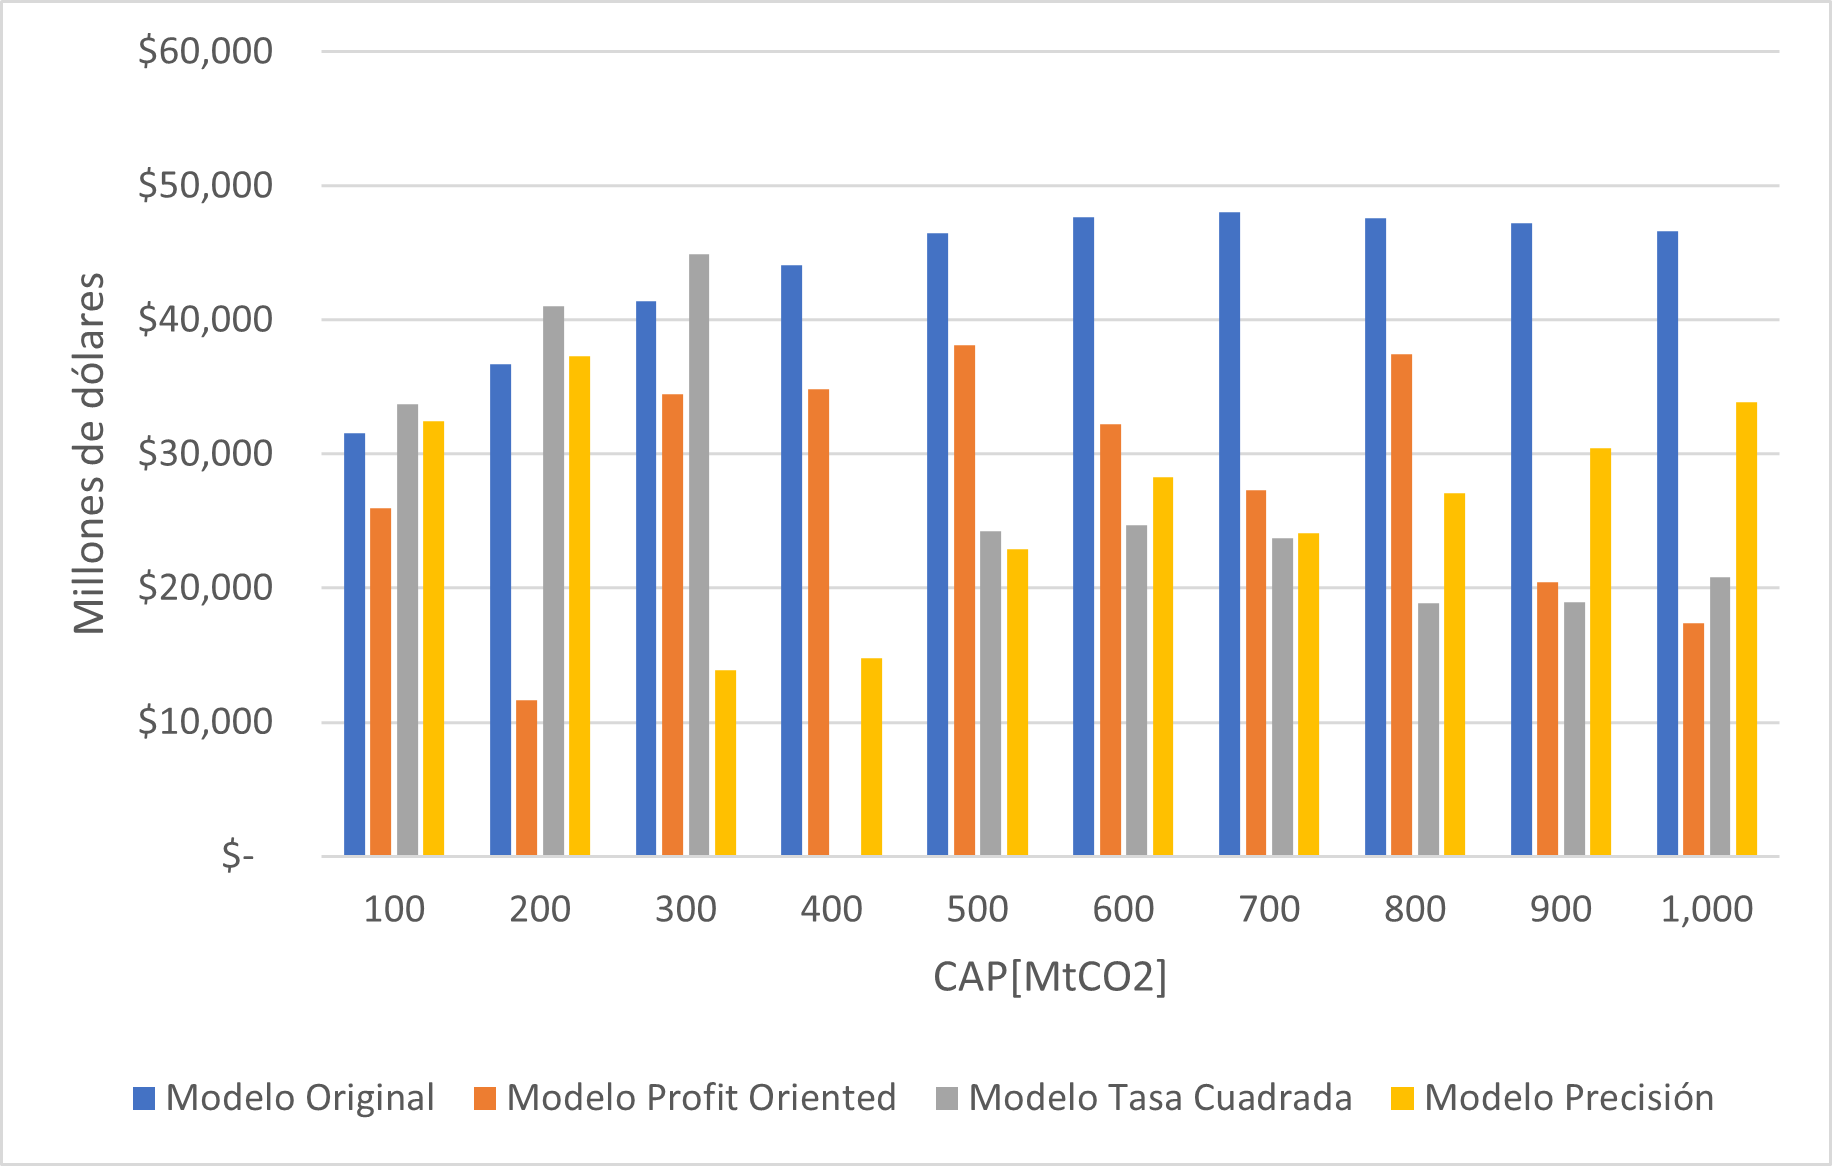 $60,000
$50,000
$40,000
$30,000
$20,000
$10,000
$-
Millones de dólares
100 200 300 400 500 600 700 800 900 1,000
CAP[MtCO2]
Modelo Original Modelo Profit Oriented Modelo Tasa Cuadrada Modelo Precisión